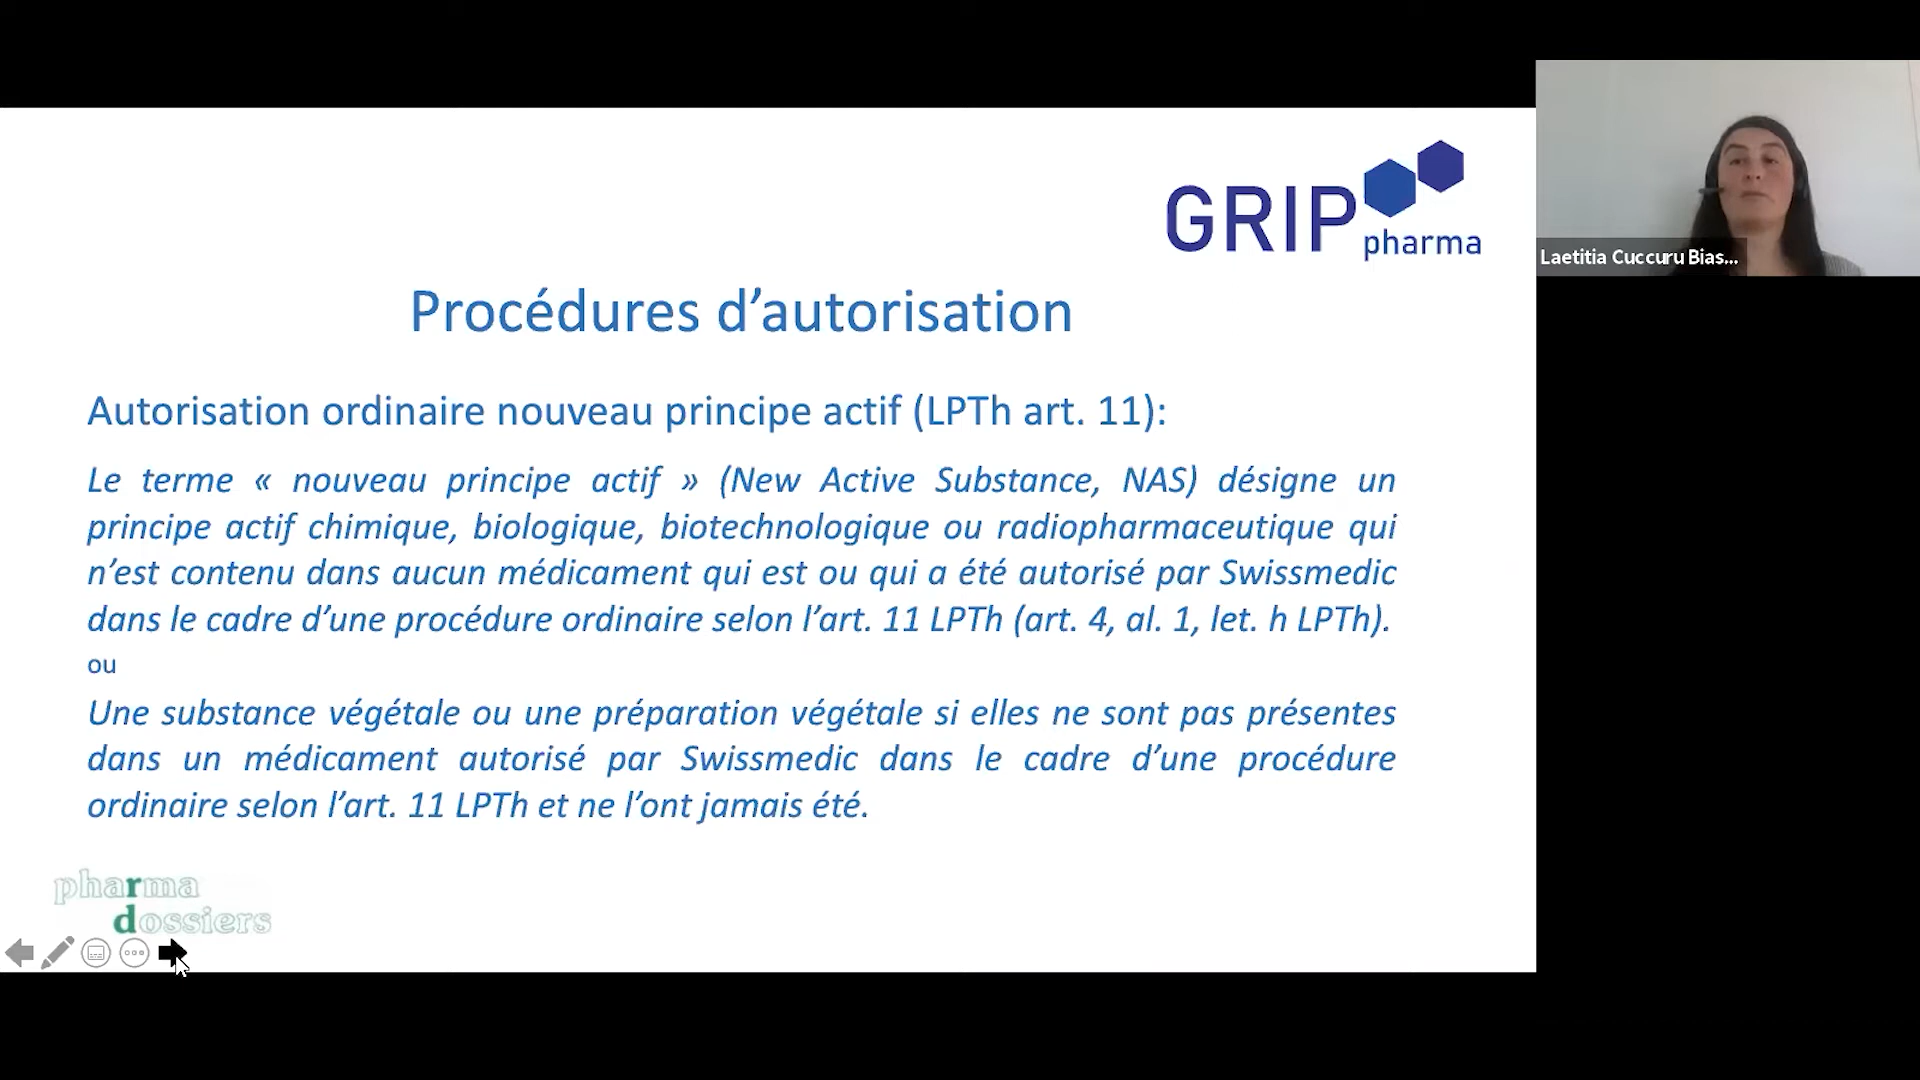 GRIP
pharma
Laetitia Cuccuru Bias...
Procédures d’autorisation
Autorisation ordinaire nouveau principe actif (LPTh art. 11):
Le terme « nouveau principe actif » (New Active Substance, NAS) désigne un
principe actif chimique, biologique, biotechnologique ou radiopharmaceutique qui
n’est contenu dans aucun médicament qui est ou qui a été autorisé par Swissmedic
dans le cadre d’une procédure ordinaire selon l’art. 11 LPTh (art. 4, al. 1, let. h LPTh).
ou
Une substance végétale ou une préparation végétale si elles ne sont pas présentes
dans un médicament autorisé par Swissmedic dans le cadre d’une procédure
ordinaire selon l’art. 11 LPTh et ne l’ont jamais été.
pharma
dossiers